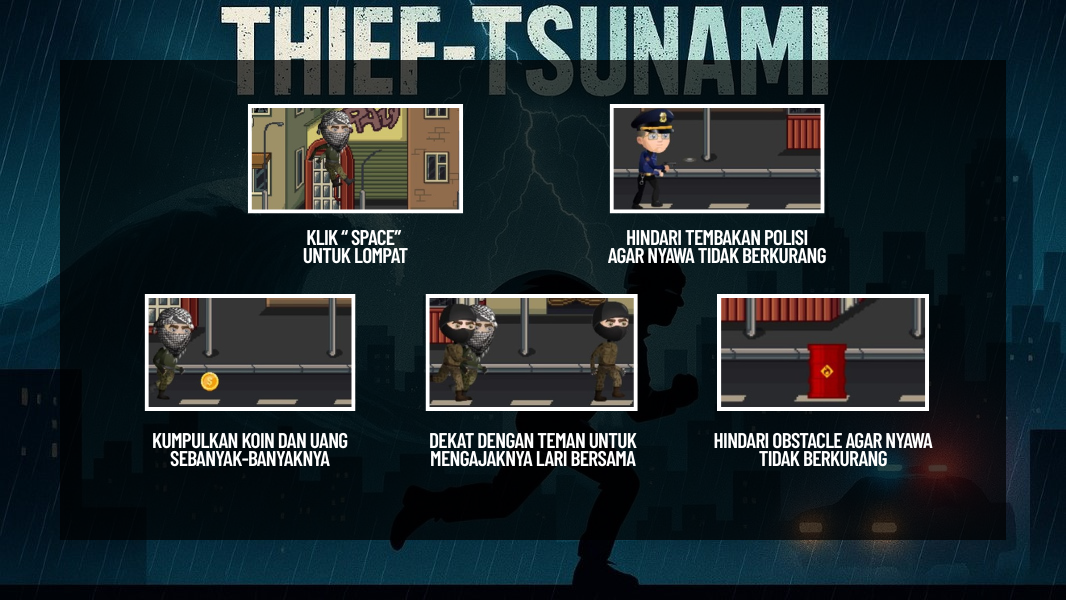 THIEF-TSUNAMI
KLIK “ SPACE”
UNTUK LOMPAT
HINDARI TEMBAKAN POLISI
AGAR NYAWA TIDAK BERKURANG
KUMPULKAN KOIN DAN UANG
SEBANYAK-BANYAKNYA
DEKAT DENGAN TEMAN UNTUK
MENGAJAKNYA LARI BERSAMA
HINDARI OBSTACLE AGAR NYAWA
TIDAK BERKURANG